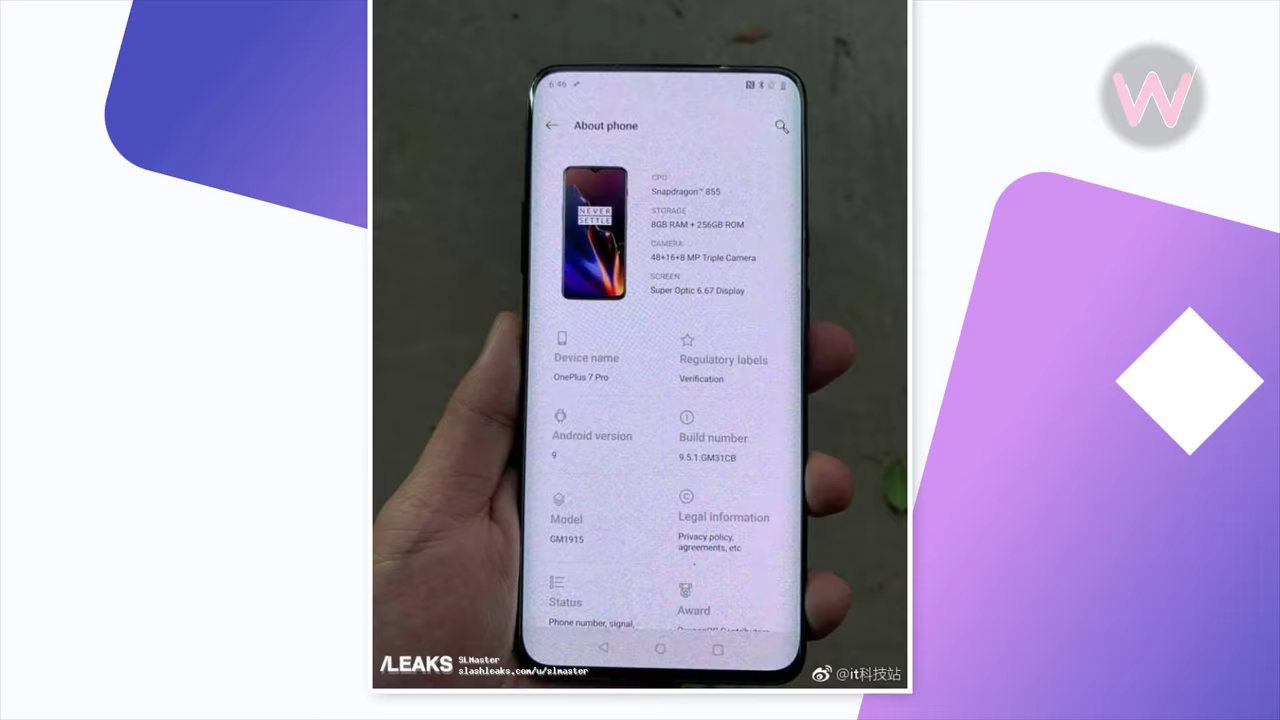 W
6:46
About phone
CPU
Snapdragon™ 855
STORAGE
8GB RAM + 256GB ROM
CAMERA
48+16+8 MP Triple Camera
SCREEN
Super Optic 6.67 Display
NEVER
SETTLE
Device name
OnePlus 7 Pro
Regulatory labels
Verification
Android version
9
Build number
9.5.1.GM31CB
Model
GM1915
Legal information
Privacy policy,
agreements, etc
Status
Phone number, signal,
Award
/LEAKS
SLMaster
slashleaks.com/u/slmaster
@it科技站